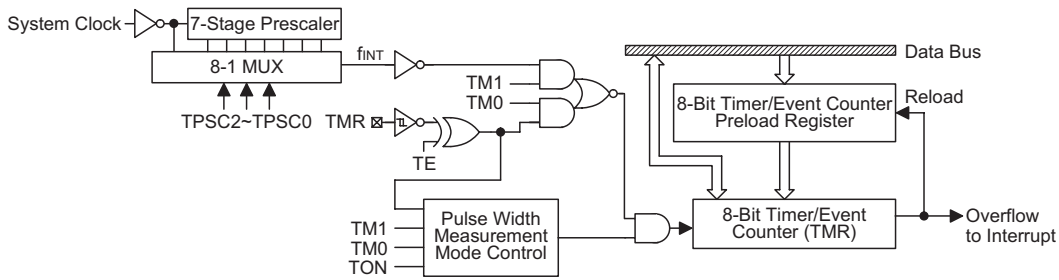 System Clock
7-Stage Prescaler
8-1 MUX
fINT
TPSC2~TPSC0
TMR
TE
TM1
TM0
Data Bus
8-Bit Timer/Event Counter
Preload Register
Reload
TM1
TM0
TON
Pulse Width
Measurement
Mode Control
8-Bit Timer/Event
Counter (TMR)
Overflow
to Interrupt